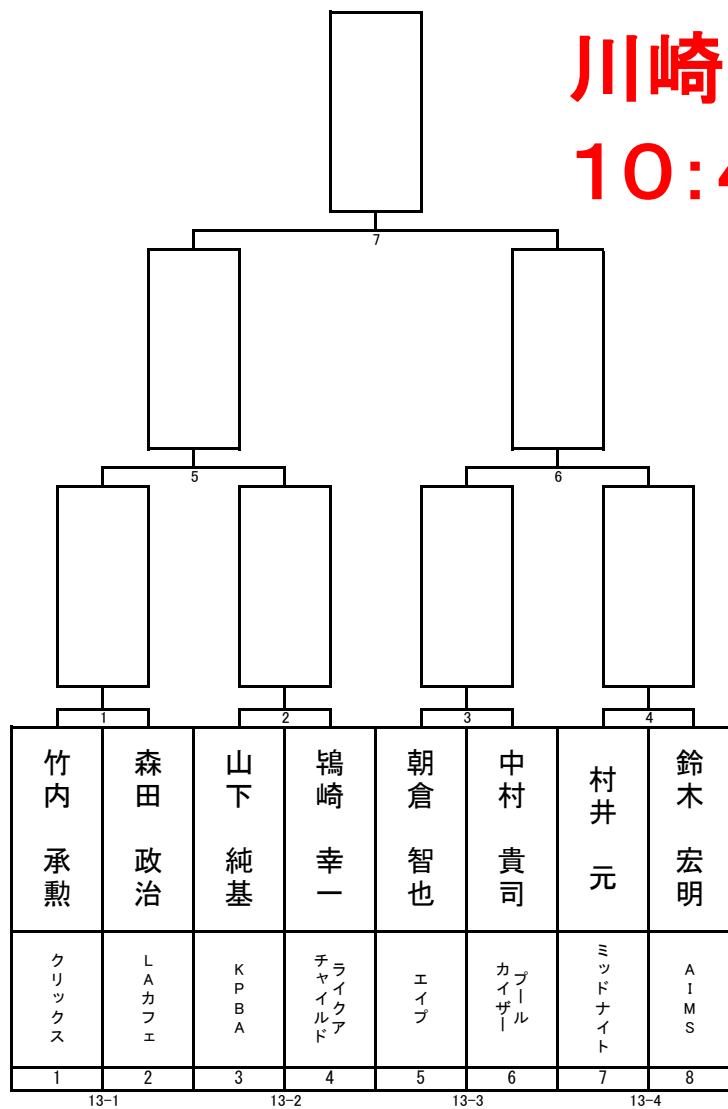 川崎
10:4
7
5
6
1
2
3
4
竹内 承勲
森田 政治
山下 純基
鴇崎 幸一
朝倉 智也
中村 貴司
村井 元
鈴木 宏明
クリックス
LAカフェ
KPBA
ライクア
チャイルド
エイプ
プール
カイザー
ミッドナイト
AIMS
1
2
3
4
5
6
7
8
13-1
13-2
13-3
13-4